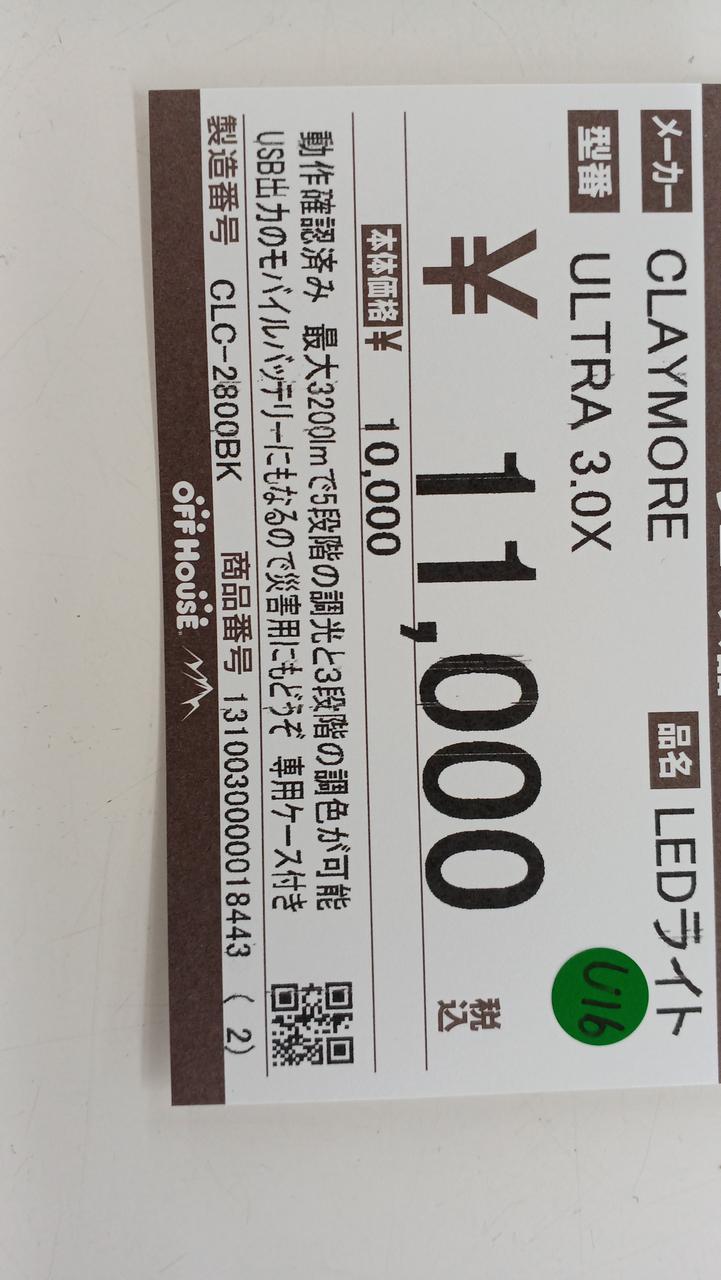 メーカー CLAYMORE 品名 LEDライト
型番 ULTRA 3.0X
U16
¥ 11,000 税込
本体価格¥ 10,000
動作確認済み 最大3200lmで5段階の調光と3段階の調色が可能
USB出力のモバイルバッテリーにもなるので災害用にもどうぞ 専用ケース付き
製造番号 CLC-2800BK 商品番号 1310030000018443 (2)
OFF HOUSE